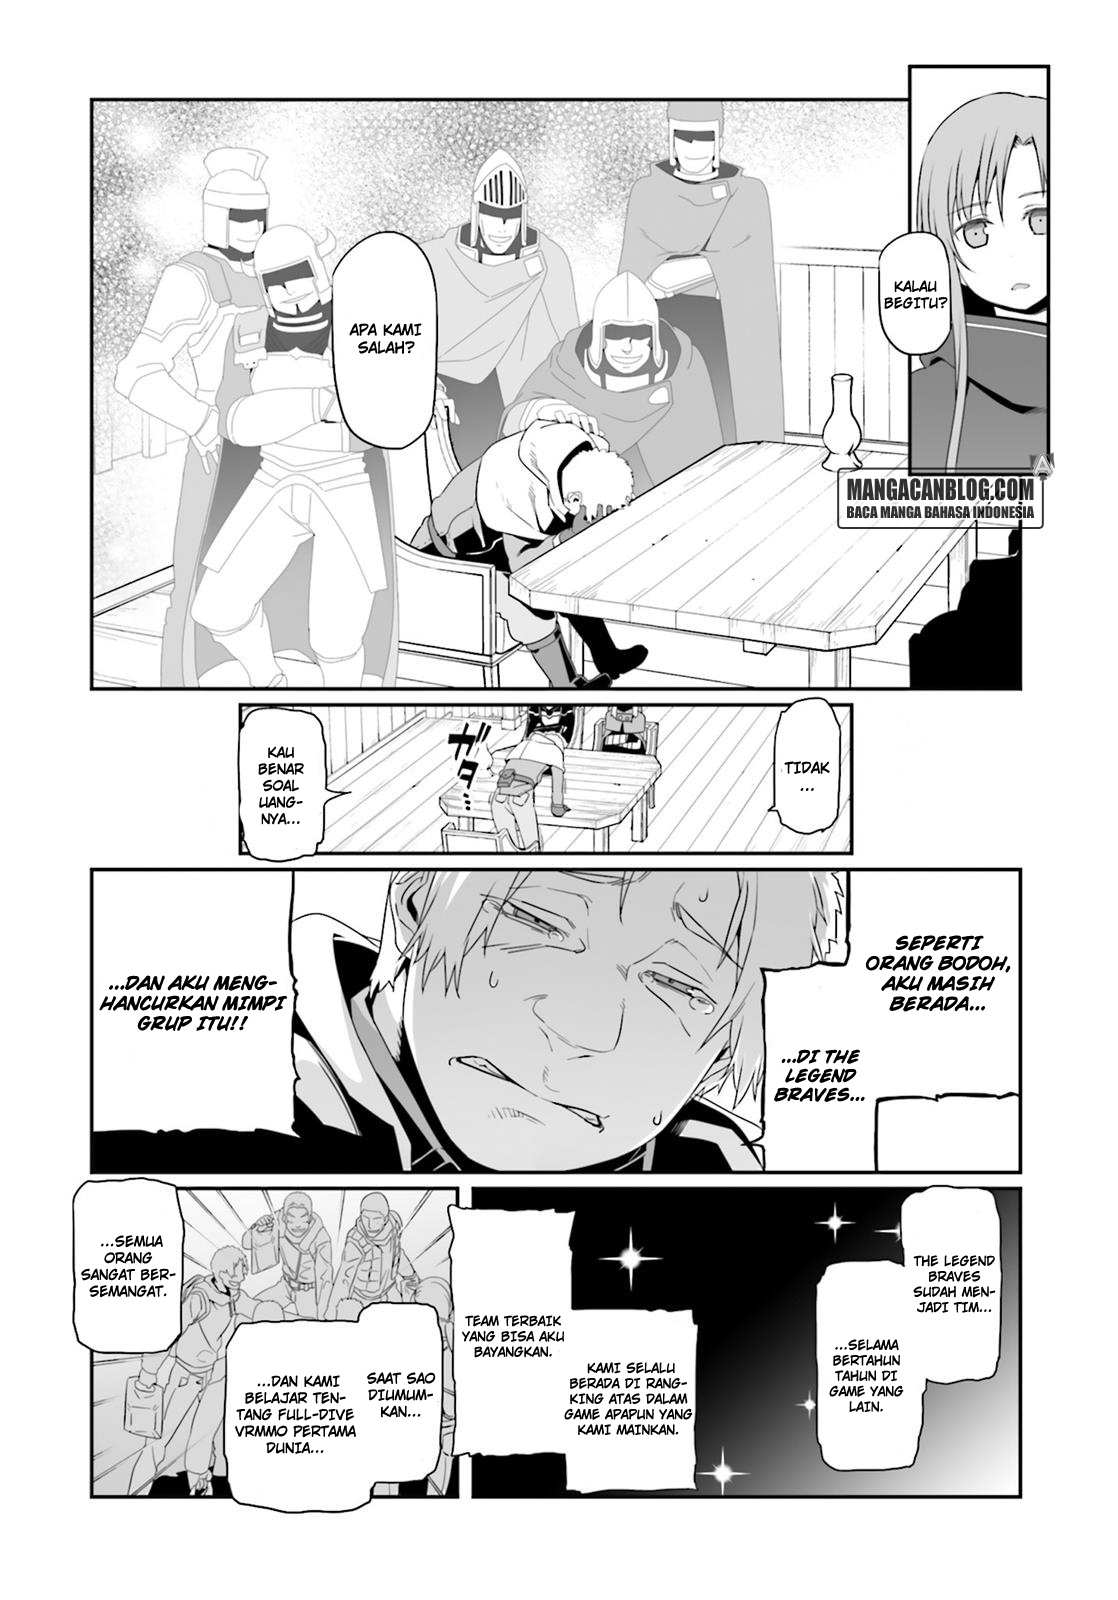 KALAU
BEGITU?
APA KAMI
SALAH?
MANGACANBLOG.COM
BACA MANGA BAHASA INDONESIA
TIDAK
...
ガタ…
KAU
BENAR
SOAL
UANG-
NYA...
SEPERTI
ORANG BODOH,
AKU MASIH
BERADA...
...DI THE
LEGEND
BRAVES...
...DAN AKU MENG-
HANCURKAN MIMPI
GRUP ITU!!
THE LEGEND
BRAVES
SUDAH MEN-
JADI TIM...
...SELAMA
BERTAHUN
TAHUN DI
GAME YANG
LAIN.
KAMI SELALU
BERADA DI RANG-
KING ATAS DALAM
GAME APAPUN YANG
KAMI MAINKAN.
TEAM TERBAIK
YANG BISA AKU
BAYANGKAN.
SAAT SAO
DIUMUM-
KAN...
...DAN KAMI
BELAJAR TEN-
TANG FULL-DIVE
VRMMO PERTAMA
DUNIA...
...SEMUA
ORANG
SANGAT BER-
SEMANGAT.